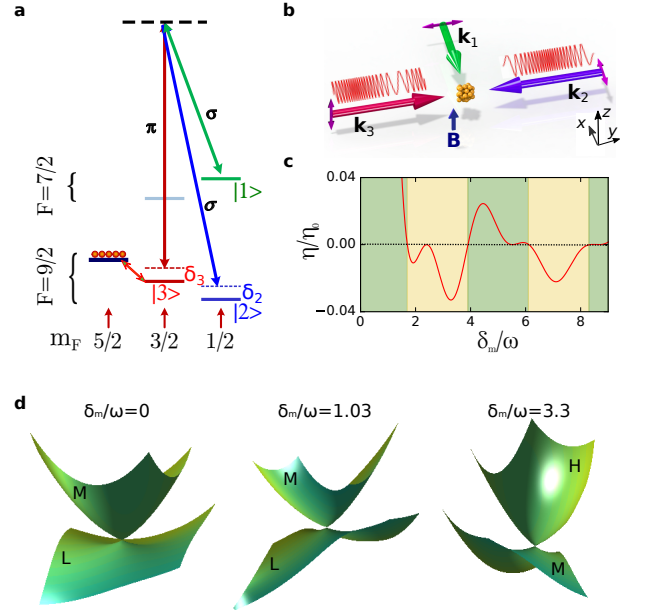 a
π
σ
σ
F=7/2
F=9/2
|1>
δ₃
|3>
δ₂
|2>
m_F 5/2 3/2 1/2
b
k₁
k₂
k₃
B
x
y
z
c
0.04
0.00
−0.04
η/η₀
0 2 4 6 8
δₘ/ω
d
δₘ/ω=0 δₘ/ω=1.03 δₘ/ω=3.3
M
L
M
L
H
M